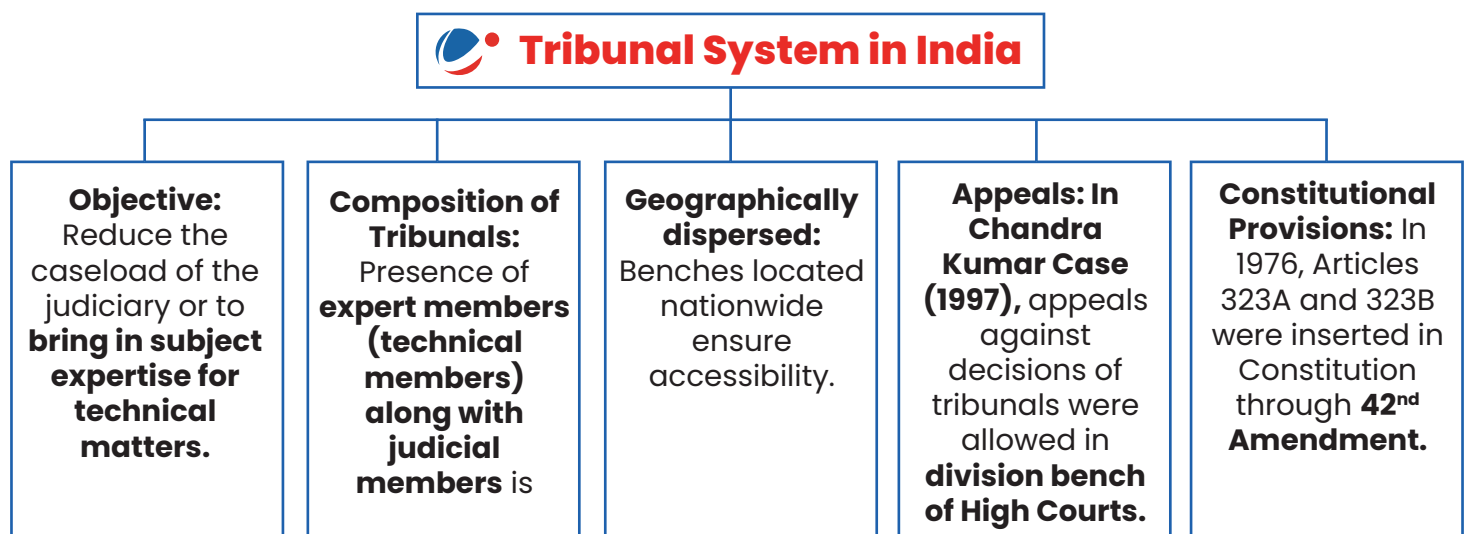 Tribunal System in India
Objective:
Reduce the
caseload of the
judiciary or to
bring in subject
expertise for
technical
matters.
Composition of
Tribunals:
Presence of
expert members
(technical
members)
along with
judicial
members is
Geographically
dispersed:
Benches located
nationwide
ensure
accessibility.
Appeals: In
Chandra
Kumar Case
(1997), appeals
against
decisions of
tribunals were
allowed in
division bench
of High Courts.
Constitutional
Provisions: In
1976, Articles
323A and 323B
were inserted in
Constitution
through 42nd
Amendment.